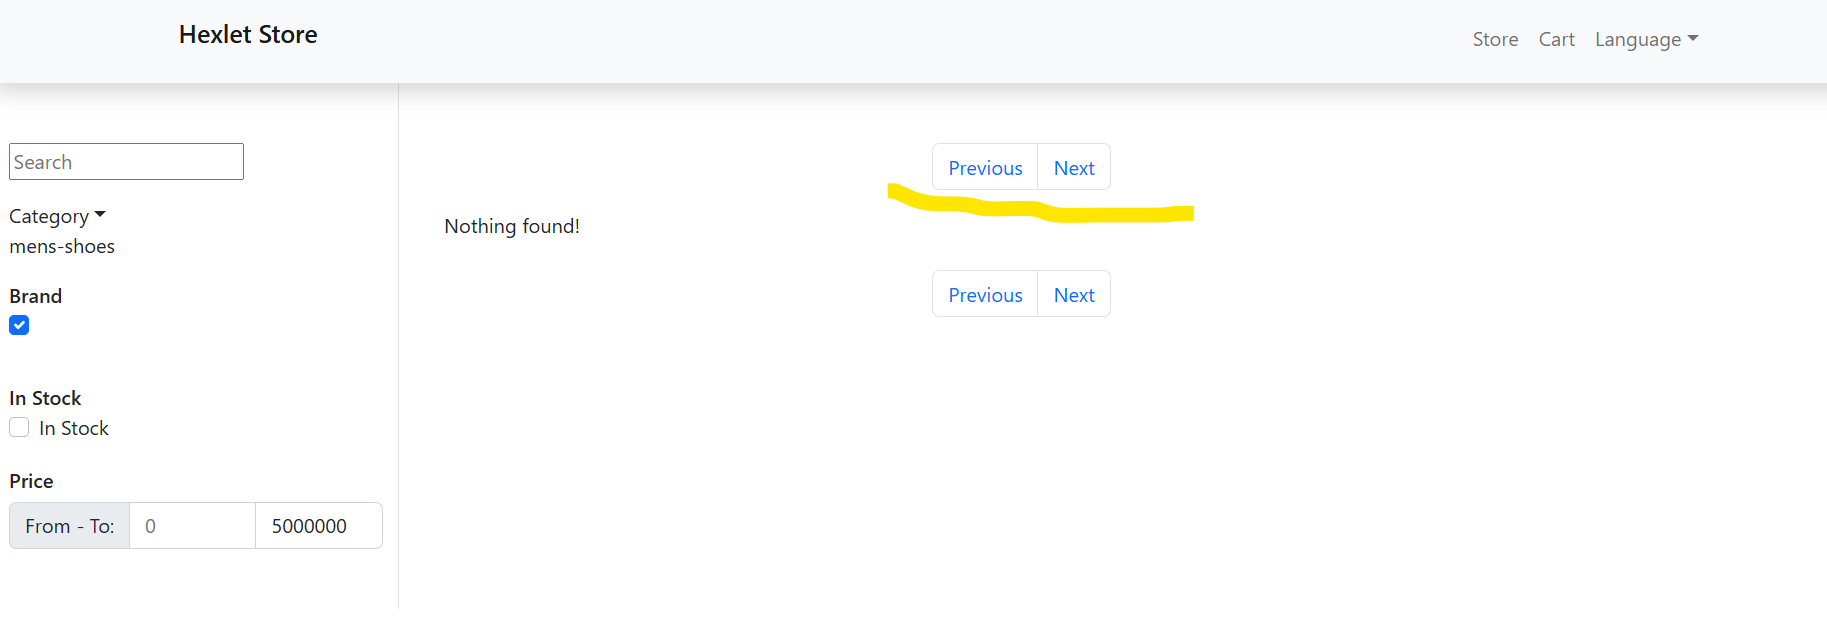 Hexlet Store
Store Cart Language
Search
Category
mens-shoes
Brand
In Stock
In Stock
Price
From - To: 0 5000000
Previous Next
Nothing found!
Previous Next